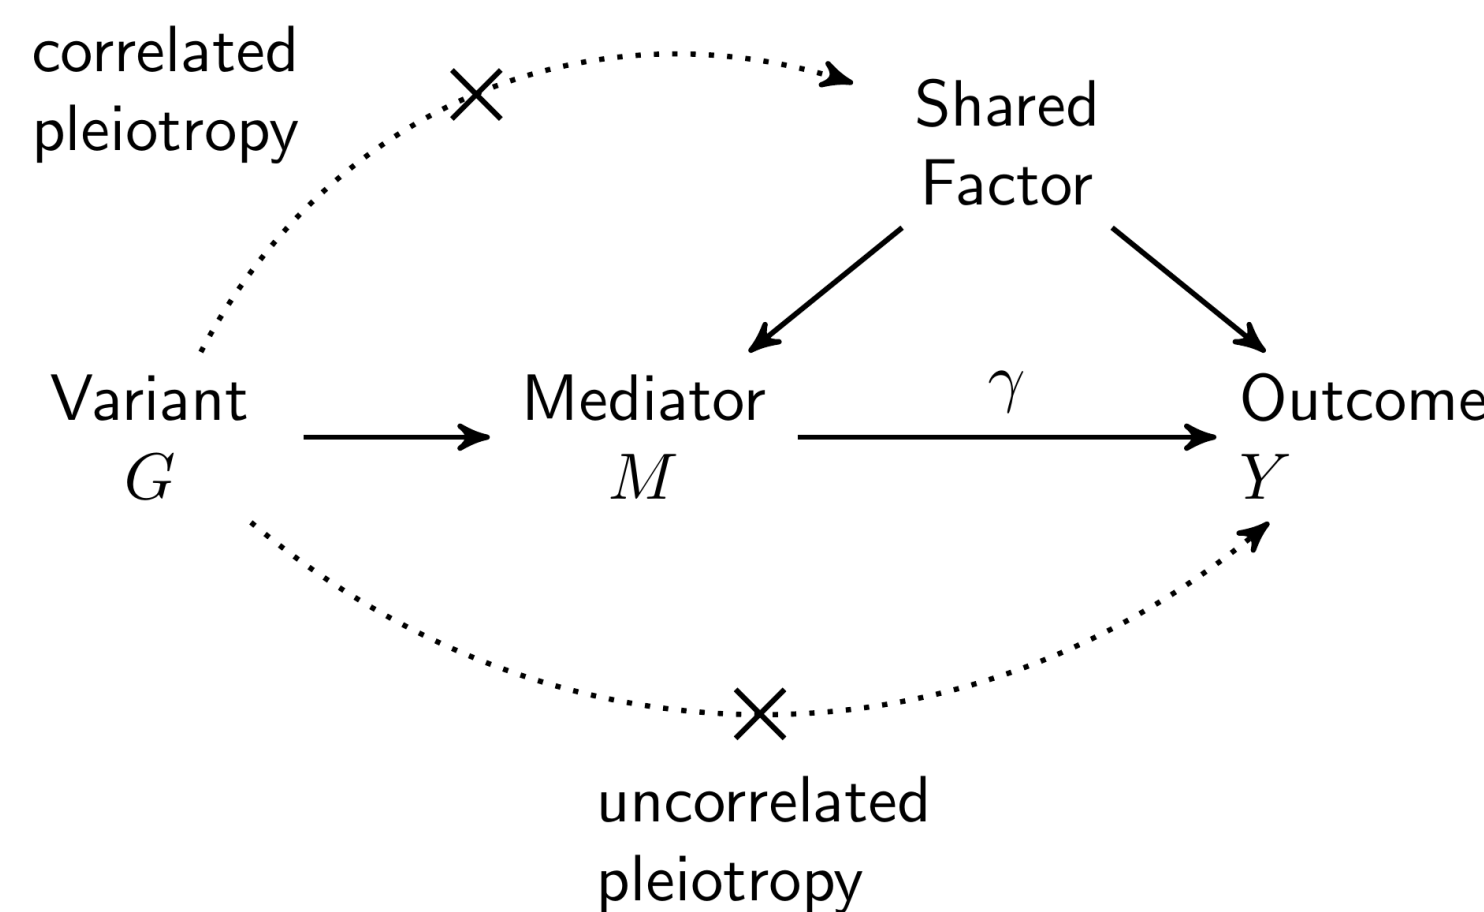 correlated
pleiotropy
Shared
Factor
Variant
G
Mediator
M
γ
Outcome
Y
uncorrelated
pleiotropy